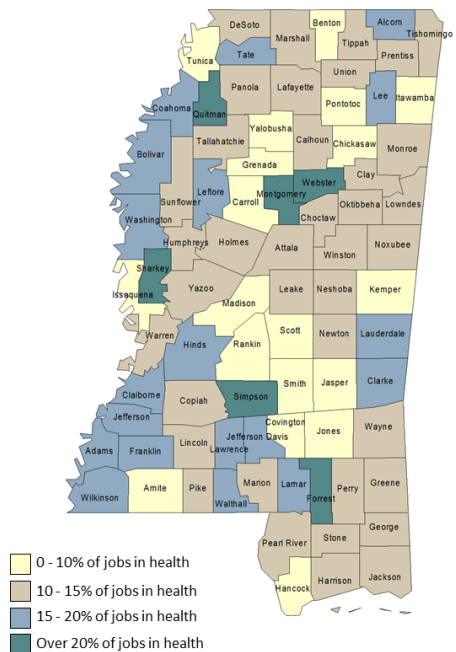 DeSoto
Marshall
Benton
Tippah
Alcorn
Tishomingo
Prentiss
Tunica
Tate
Union
Panola
Lafayette
Pontotoc
Lee
Itawamba
Coahoma
Quitman
Yalobusha
Calhoun
Chickasaw
Monroe
Bolivar
Tallahatchie
Grenada
Clay
Sunflower
Leflore
Carroll
Montgomery
Webster
Oktibbeha
Lowndes
Washington
Choctaw
Humphreys
Holmes
Attala
Winston
Noxubee
Sharkey
Issaquena
Yazoo
Leake
Neshoba
Kemper
Madison
Warren
Hinds
Rankin
Scott
Newton
Lauderdale
Claiborne
Copiah
Simpson
Smith
Jasper
Clarke
Jefferson
Covington
Adams
Franklin
Lincoln
Lawrence
Jefferson
Davis
Jones
Wayne
Wilkinson
Amite
Pike
Walthall
Marion
Lamar
Forrest
Perry
Greene
Pearl River
Stone
George
Hancock
Harrison
Jackson
0 - 10% of jobs in health
10 - 15% of jobs in health
15 - 20% of jobs in health
Over 20% of jobs in health